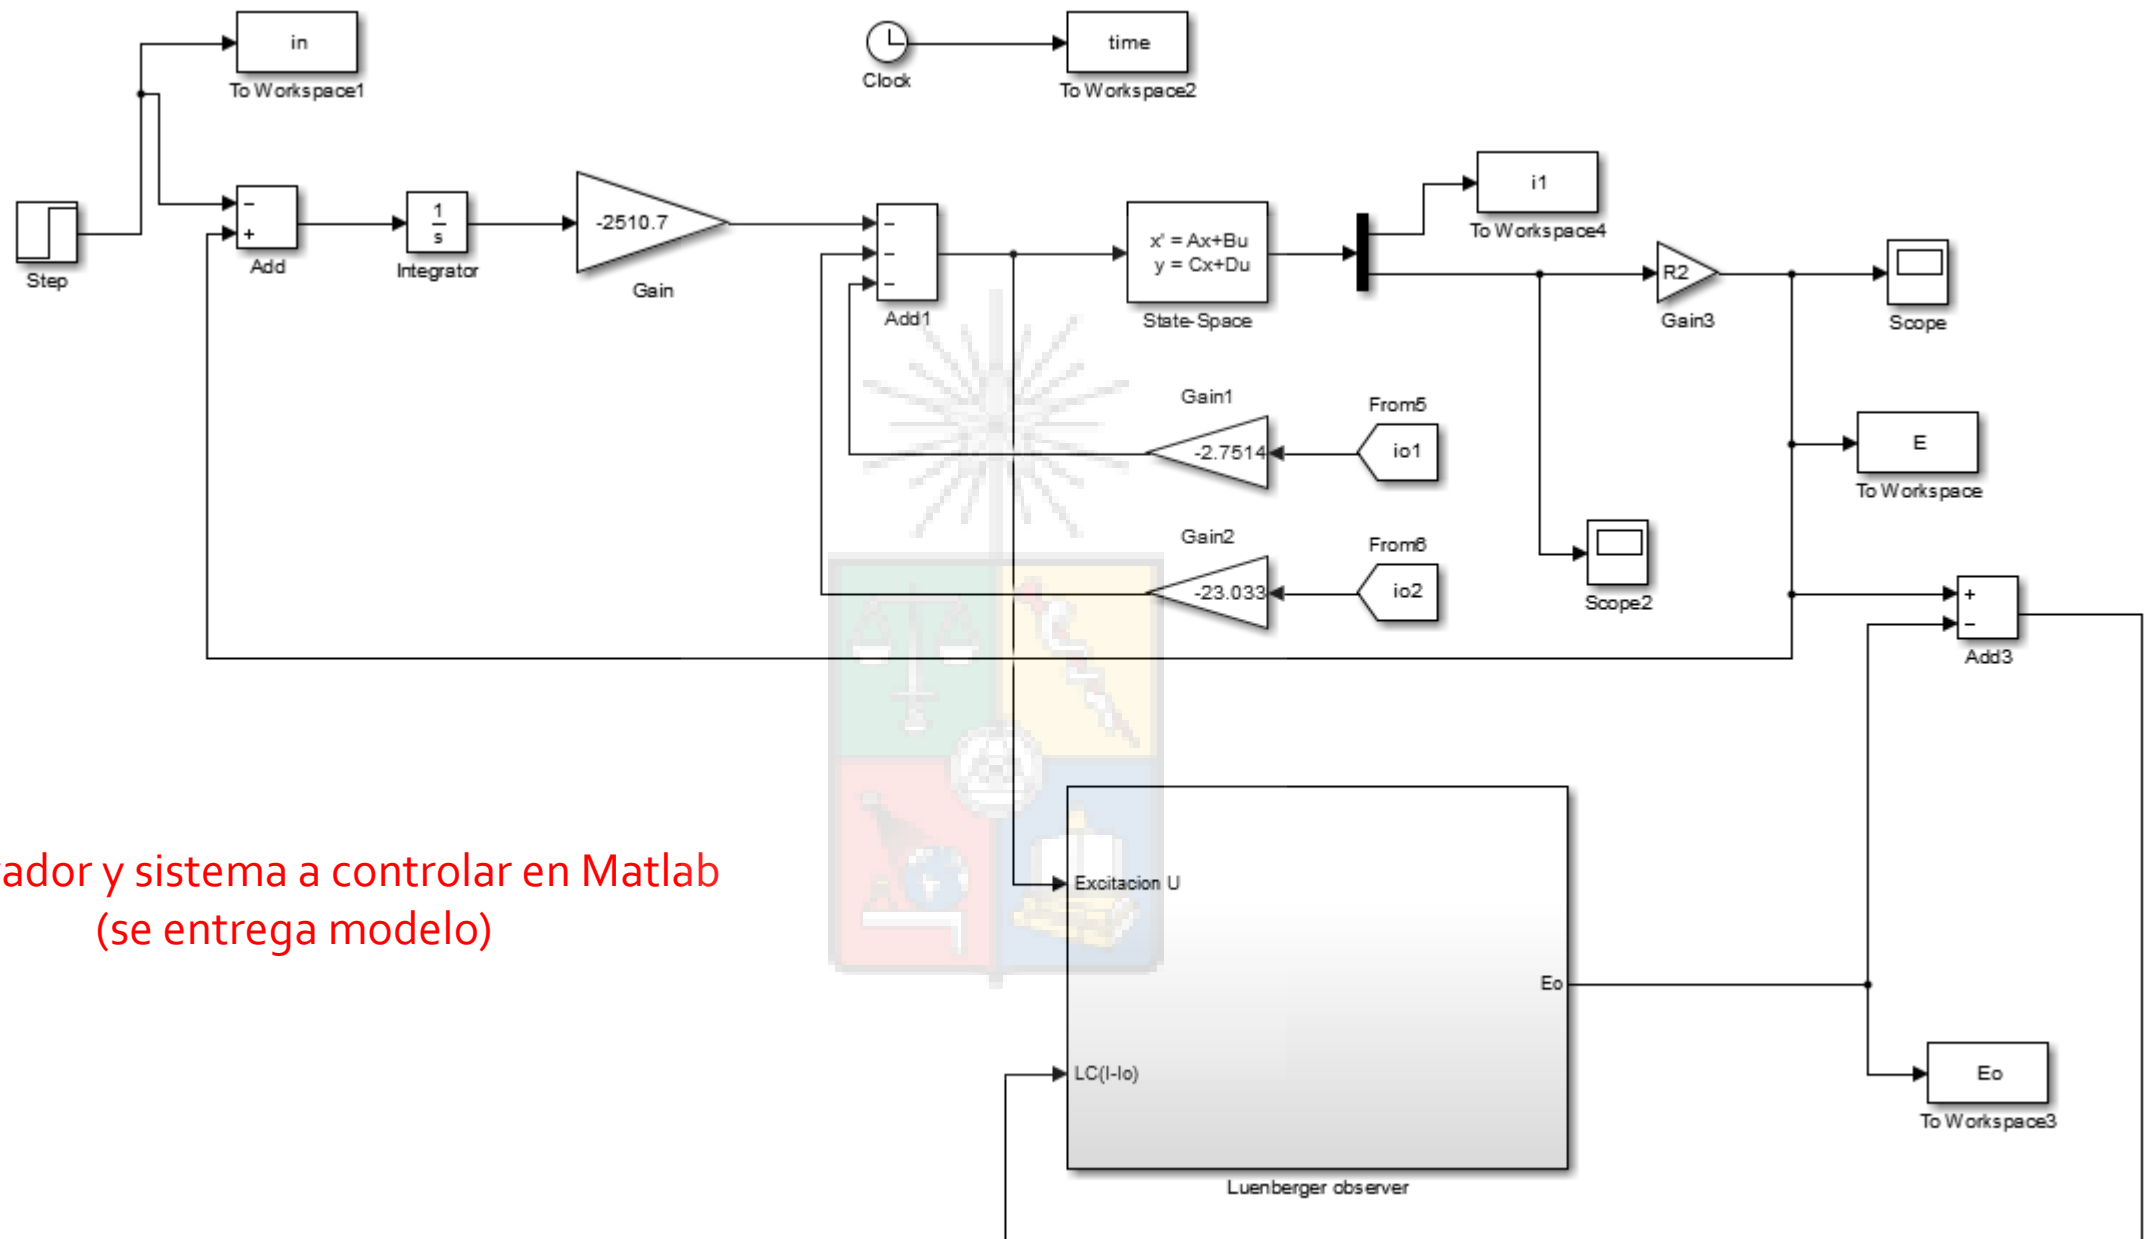 in
To Workspace1
time
Clock
To Workspace2
i1
To Workspace4
Step
−
+
Add
1
s
Integrator
-2510.7
Gain
−
−
−
Add1
x' = Ax+Bu
y = Cx+Du
State-Space
R2
Gain3
Scope
Gain1
-2.7514
From5
io1
E
To Workspace
Gain2
-23.033
From6
io2
Scope2
+
−
Add3
ador y sistema a controlar en Matlab
(se entrega modelo)
Excitacion U
Eo
LC(I-Io)
Luenberger observer
Eo
To Workspace3